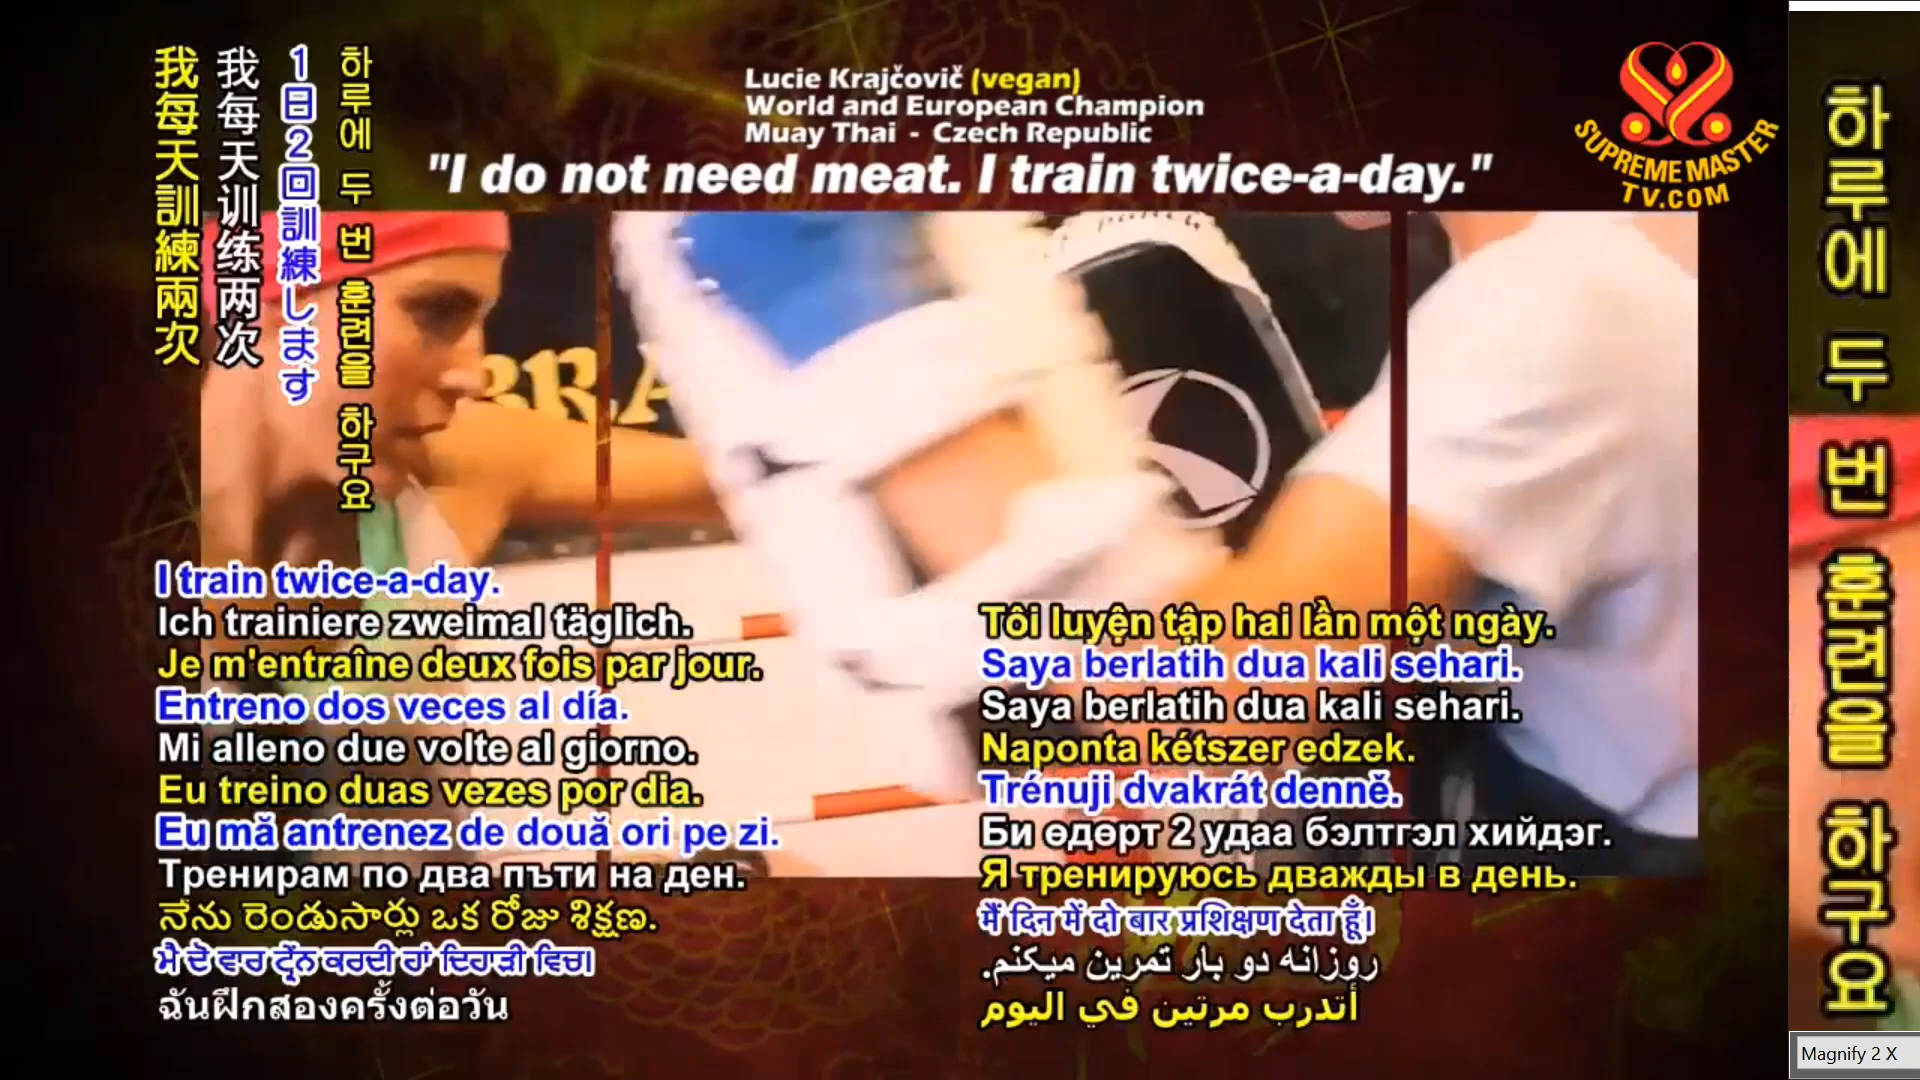 Lucie Krajčovič (vegan)
World and European Champion
Muay Thai - Czech Republic
"I do not need meat. I train twice-a-day."
SUPREME MASTER
TV.COM
我每天訓練兩次
我每天训练两次
1日2回訓練します
하루에 두 번 훈련을 하구요
BRA
I train twice-a-day.
Ich trainiere zweimal täglich.
Je m'entraîne deux fois par jour.
Entreno dos veces al día.
Mi alleno due volte al giorno.
Eu treino duas vezes por dia.
Eu mă antrenez de două ori pe zi.
Тренирам по два пъти на ден.
నేను రెండుసార్లు ఒక రోజు శిక్షణ.
ਮੈ ਦੋ ਵਾਰ ਟ੍ਰੇਂਨ ਕਰਦੀ ਹਾਂ ਦਿਹਾੜੀ ਵਿਚ।
ฉันฝึกสองครั้งต่อวัน
Tôi luyện tập hai lần một ngày.
Saya berlatih dua kali sehari.
Saya berlatih dua kali sehari.
Naponta kétszer edzek.
Trénuji dvakrát denně.
Би өдөрт 2 удаа бэлтгэл хийдэг.
Я тренируюсь дважды в день.
मैं दिन में दो बार प्रशिक्षण देता हूँ।
روزانه دو بار تمرین میکنم.
أتدرب مرتين في اليوم
하루에 두 번 훈련을 하구요
Magnify 2 X